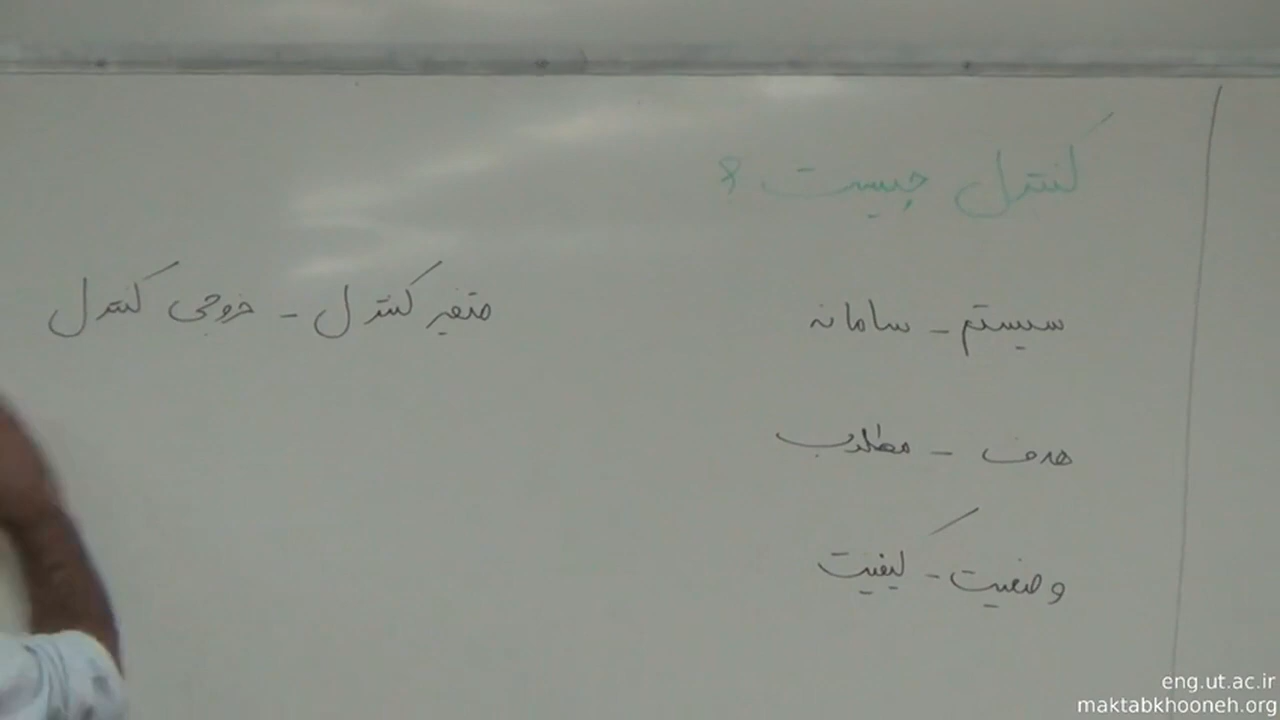 کنترل چیست؟
سیستم - سامانه
متغیر کنترل - خروجی کنترل
هدف - مطلوب
وضعیت - کیفیت
eng.ut.ac.ir
maktabkhooneh.org